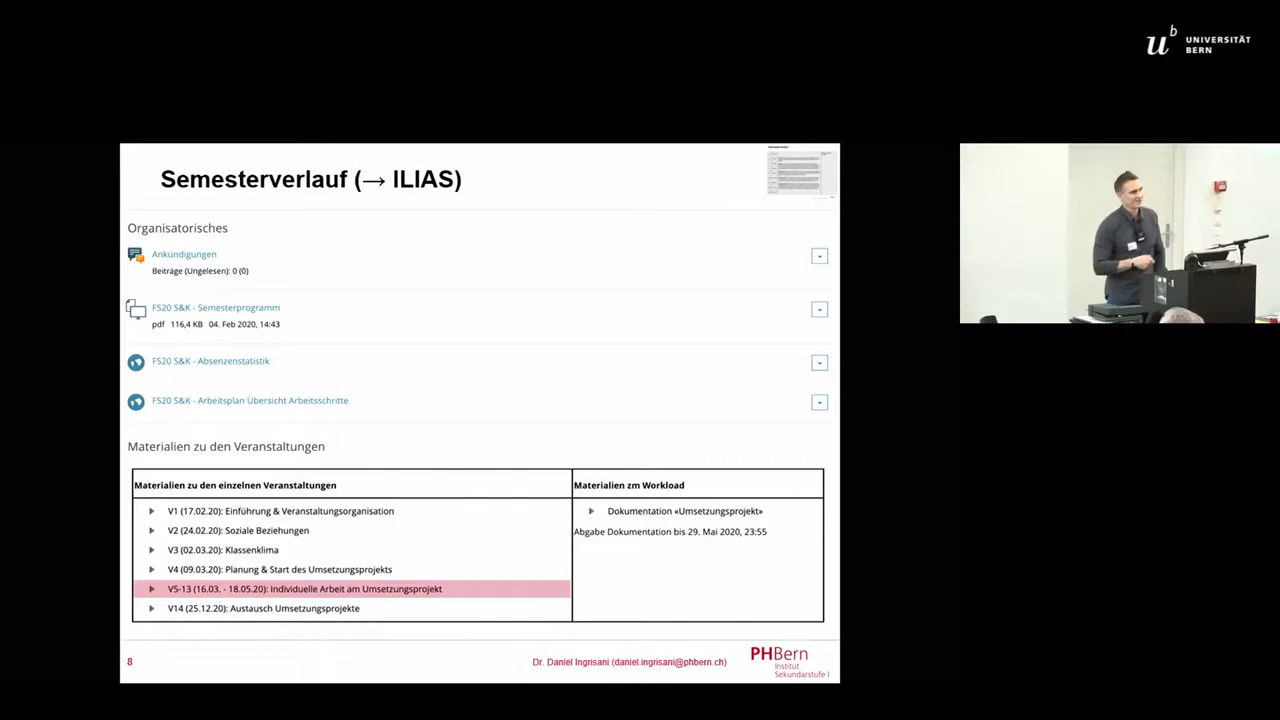 u^b UNIVERSITÄT
BERN
Semesterverlauf (→ ILIAS)
Organisatorisches
Ankündigungen
Beiträge (Ungelesen): 0 (0)
FS20 S&K - Semesterprogramm
pdf 116,4 KB 04. Feb 2020, 14:43
FS20 S&K - Absenzenstatistik
FS20 S&K - Arbeitsplan Übersicht Arbeitsschritte
Materialien zu den Veranstaltungen
Materialien zu den einzelnen Veranstaltungen
V1 (17.02.20): Einführung & Veranstaltungsorganisation
V2 (24.02.20): Soziale Beziehungen
V3 (02.03.20): Klassenklima
V4 (09.03.20): Planung & Start des Umsetzungsprojekts
V5-13 (16.03. - 18.05.20): Individuelle Arbeit am Umsetzungsprojekt
V14 (25.12.20): Austausch Umsetzungsprojekte
Materialien zm Workload
Dokumentation «Umsetzungsprojekt»
Abgabe Dokumentation bis 29. Mai 2020, 23:55
8
Dr. Daniel Ingrisani (daniel.ingrisani@phbern.ch)
PHBern
Institut
Sekundarstufe I